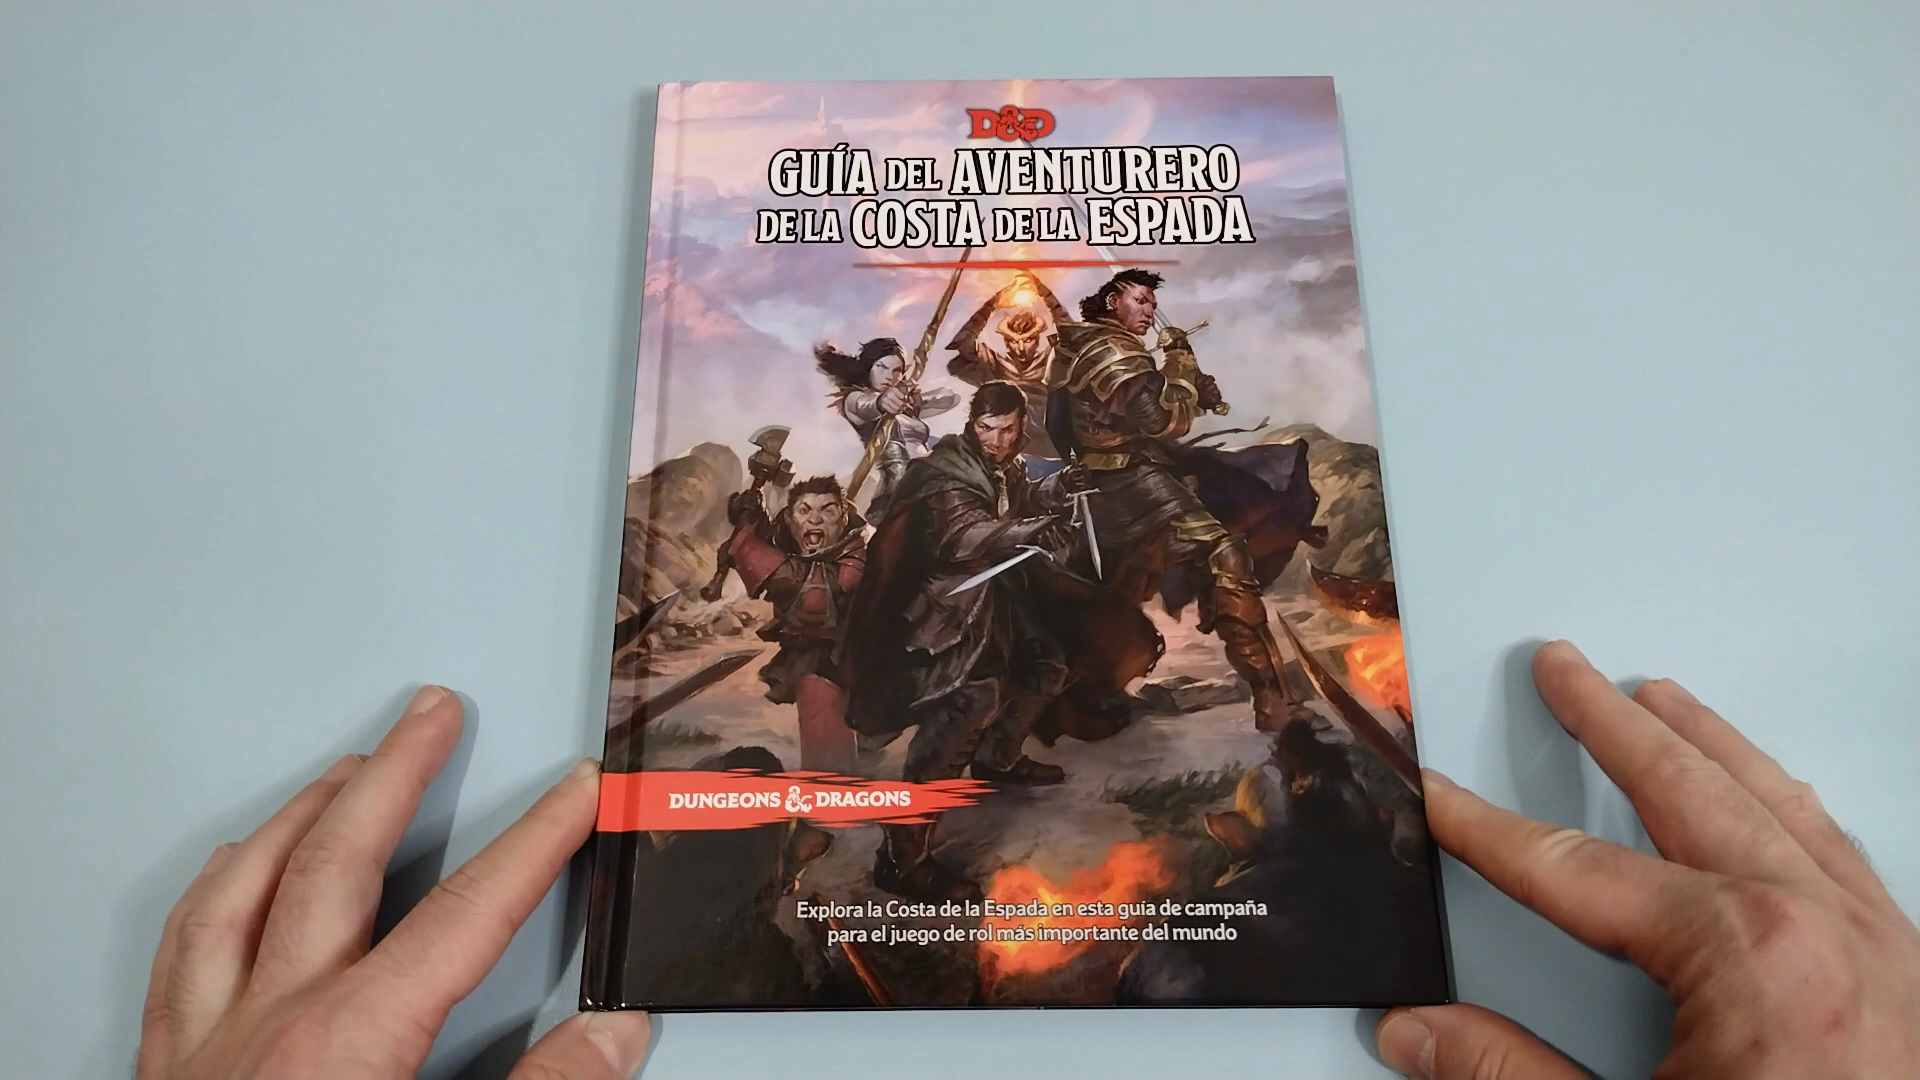 D&D
GUÍA DEL AVENTURERO
DE LA COSTA DE LA ESPADA
DUNGEONS & DRAGONS
Explora la Costa de la Espada en esta guía de campaña
para el juego de rol más importante del mundo